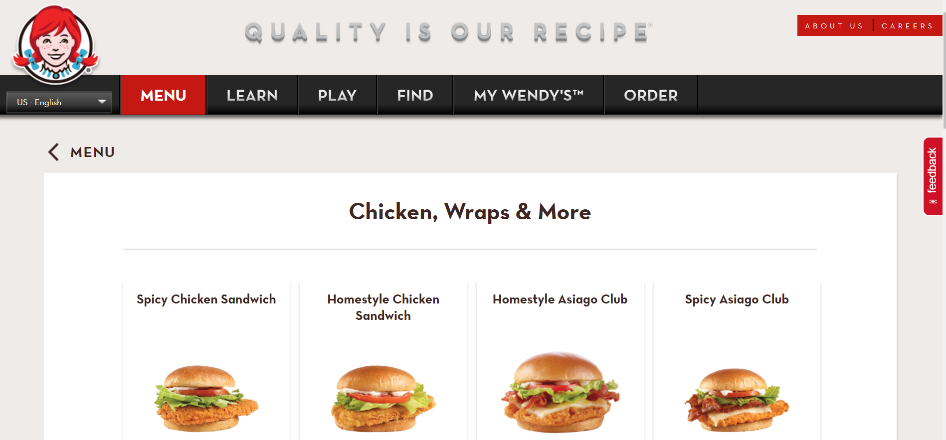 QUALITY IS OUR RECIPE®
ABOUT US | CAREERS
US - English
MENU LEARN PLAY FIND MY WENDY'S™ ORDER
MENU
feedback
Chicken, Wraps & More
Spicy Chicken Sandwich
Homestyle Chicken
Sandwich
Homestyle Asiago Club
Spicy Asiago Club